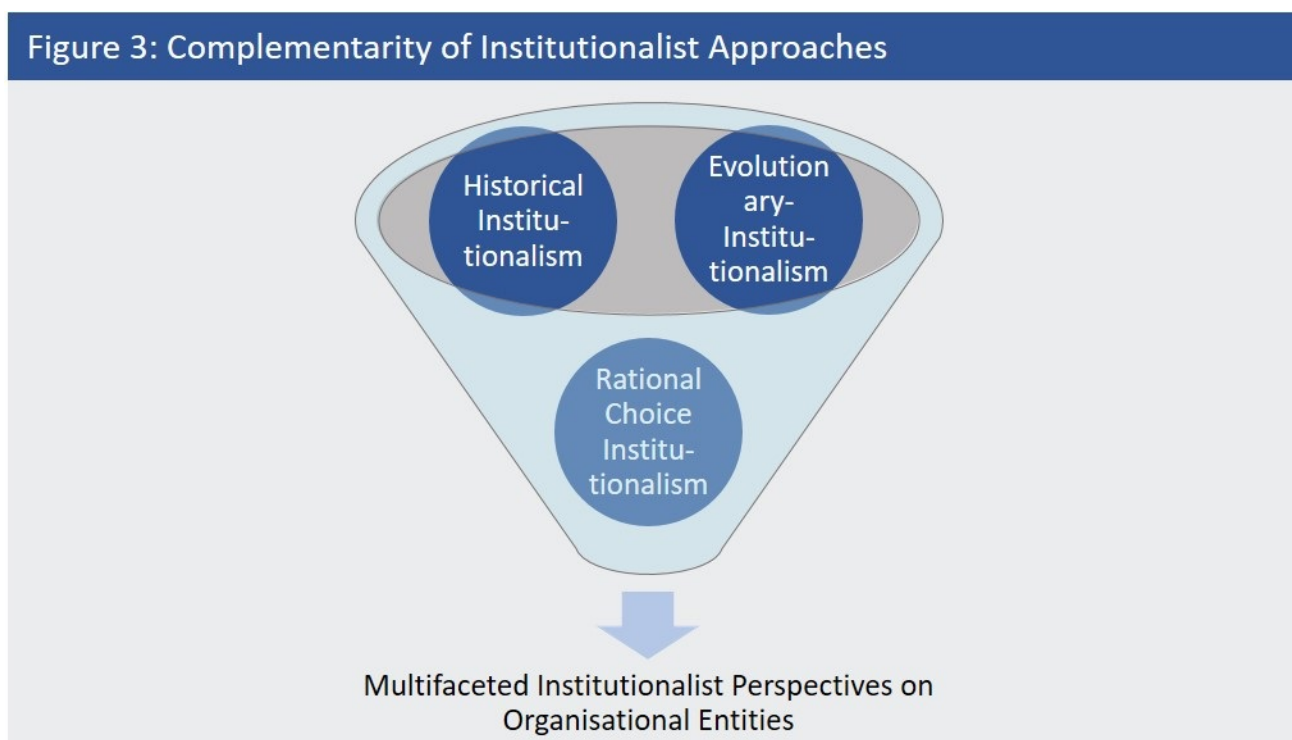 Figure 3: Complementarity of Institutionalist Approaches
Historical
Institu-
tionalism
Evolution
ary-
Institu-
tionalism
Rational
Choice
Institu-
tionalism
Multifaceted Institutionalist Perspectives on
Organisational Entities